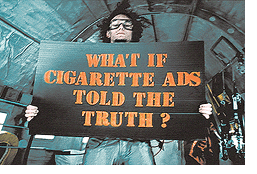 WHAT IF
CIGARETTE ADS
TOLD THE
TRUTH?